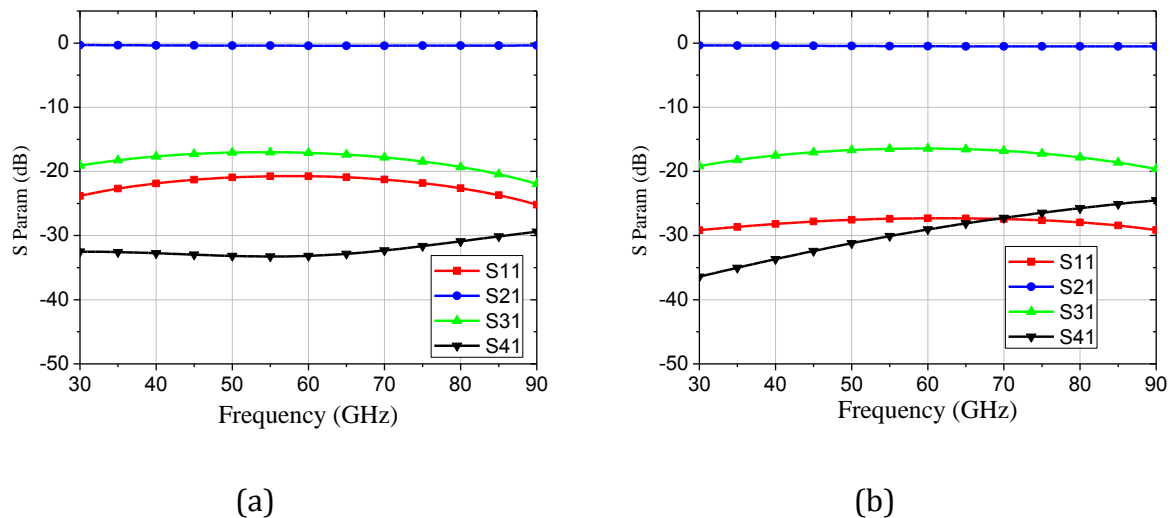 0
-10
-20
-30
-40
-50
S Param (dB)
S11
S21
S31
S41
30 40 50 60 70 80 90
Frequency (GHz)
(a)
0
-10
-20
-30
-40
-50
S Param (dB)
S11
S21
S31
S41
30 40 50 60 70 80 90
Frequency (GHz)
(b)